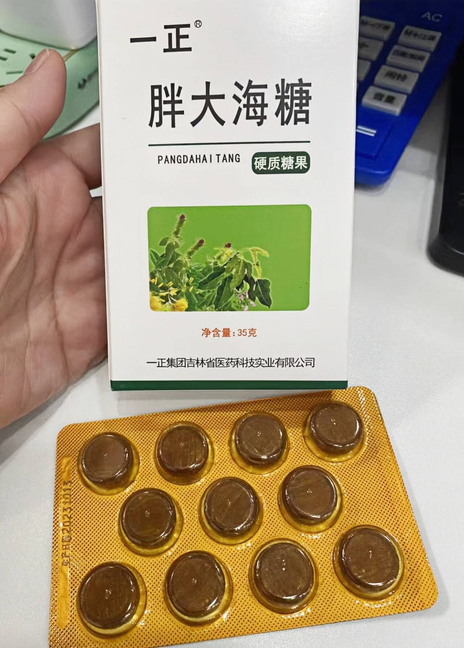 一正®
胖大海糖
PANGDAHAI TANG
硬质糖果
净含量:35克
一正集团吉林省医药科技实业有限公司
AC